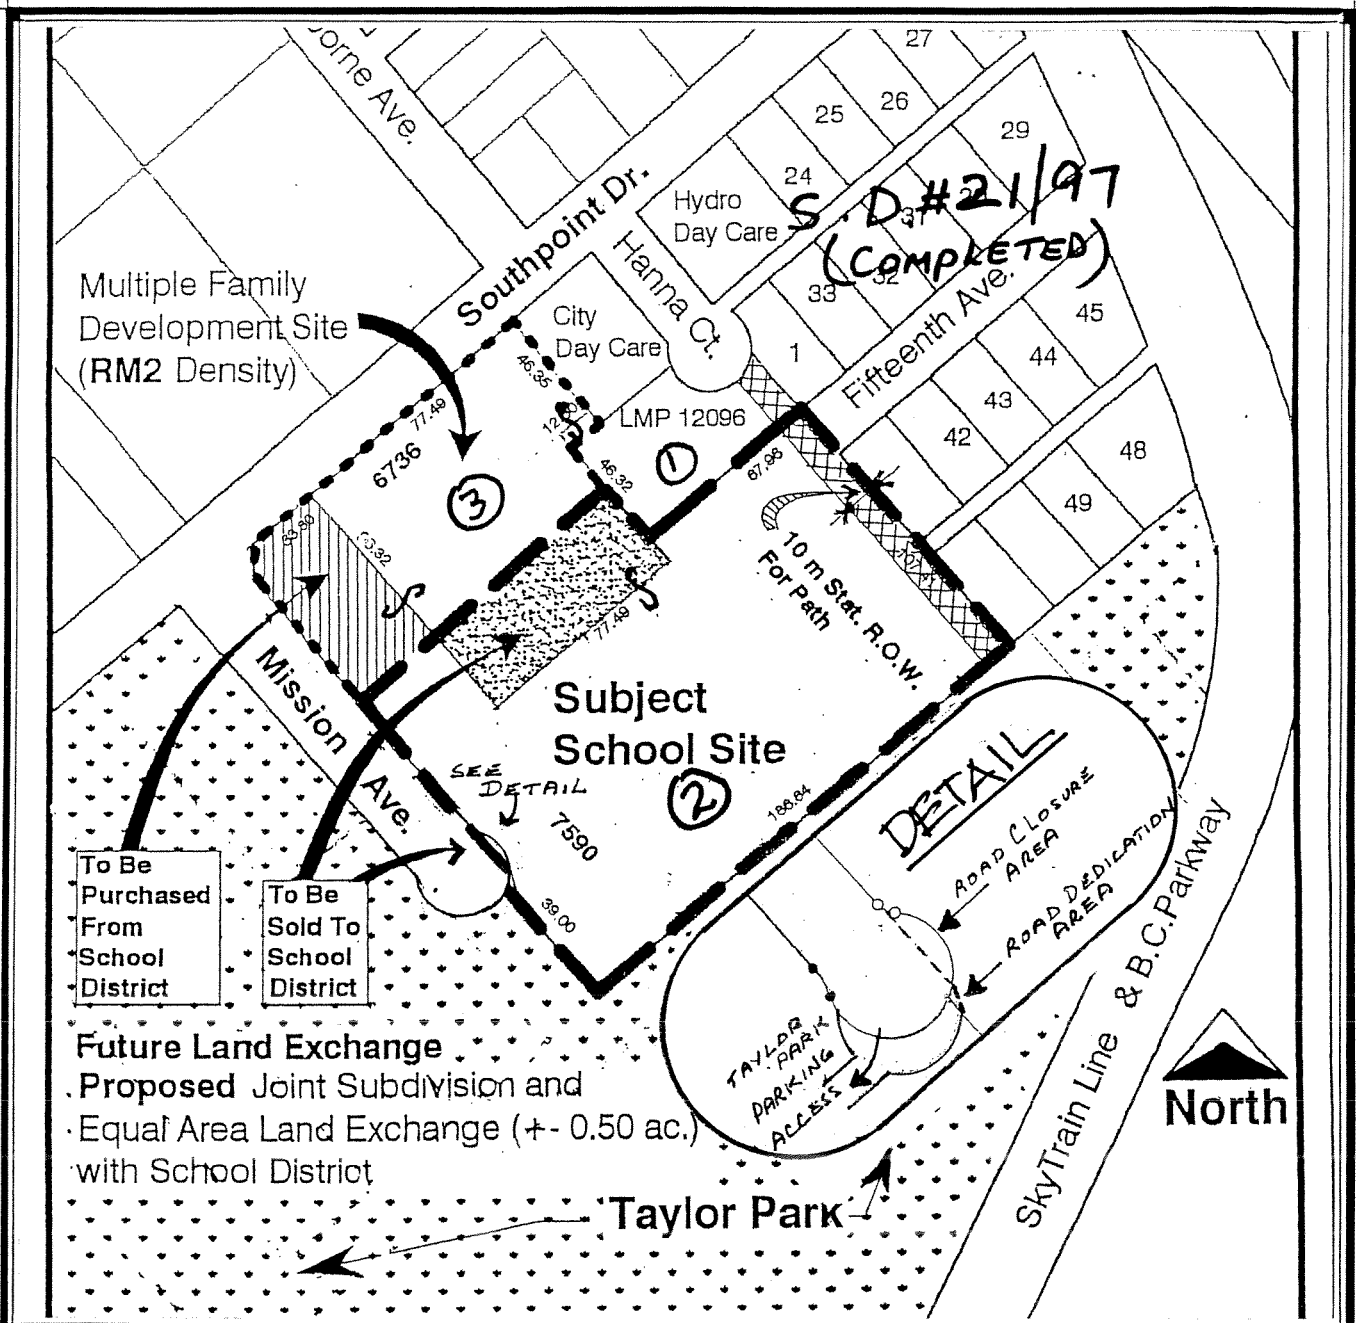 orne Ave.
27
26
25
29
24
Hydro
Day Care
S.D #21/97
(COMPLETED)
31
32
33
Southpoint Dr.
Hanna Ct.
Fifteenth Ave.
Multiple Family
Development Site
(RM2 Density)
City
Day Care
1
45
44
43
42
48
49
46.35
77.49
6736
LMP 12096
1
67.96
46.32
3
10 m Stat. R.O.W.
For Path
77.49
Mission Ave.
Subject
School Site
2
SEE
DETAIL
7590
186.84
39.00
DETAIL
ROAD CLOSURE
AREA
ROAD DEDICATION
AREA
TAYLOR
PARK
PARKING
ACCESS
To Be
Purchased
From
School
District
To Be
Sold To
School
District
SkyTrain Line & B.C. Parkway
Future Land Exchange
Proposed Joint Subdivision and
Equal Area Land Exchange (+- 0.50 ac.)
with School District
North
Taylor Park